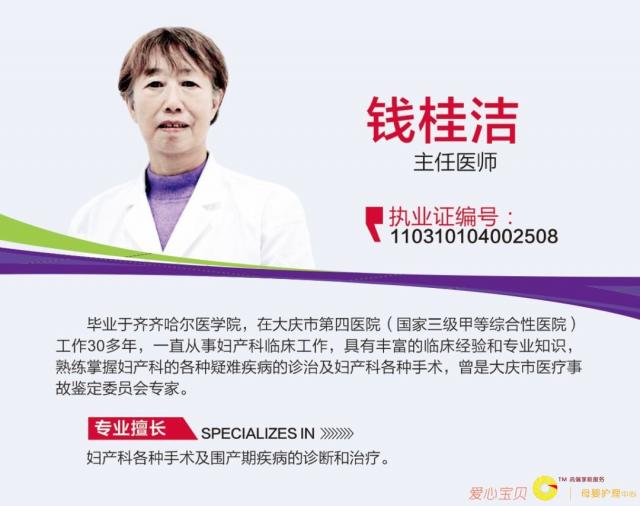 钱桂洁
主任医师
执业证编号：
110310104002508
毕业于齐齐哈尔医学院，在大庆市第四医院（国家三级甲等综合性医院）
工作30多年，一直从事妇产科临床工作，具有丰富的临床经验和专业知识，
熟练掌握妇产科的各种疑难疾病的诊治及妇产科各种手术，曾是大庆市医疗事
故鉴定委员会专家。
专业擅长 SPECIALIZES IN
妇产科各种手术及围产期疾病的诊断和治疗。
爱心宝贝 TM 高端家庭服务
母婴护理中心